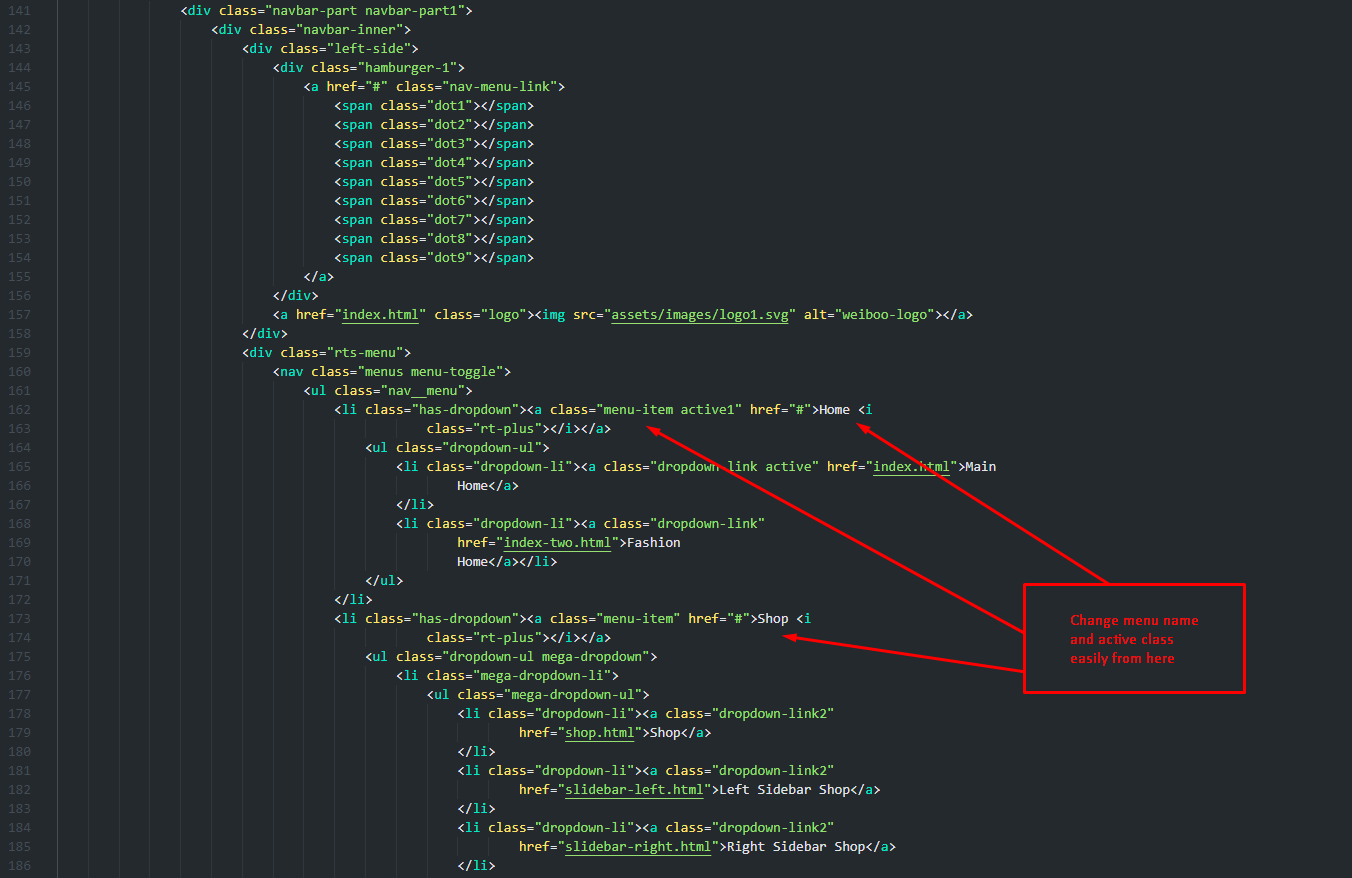 141 <div class="navbar-part navbar-part1">
142 <div class="navbar-inner">
143 <div class="left-side">
144 <div class="hamburger-1">
145 <a href="#" class="nav-menu-link">
146 <span class="dot1"></span>
147 <span class="dot2"></span>
148 <span class="dot3"></span>
149 <span class="dot4"></span>
150 <span class="dot5"></span>
151 <span class="dot6"></span>
152 <span class="dot7"></span>
153 <span class="dot8"></span>
154 <span class="dot9"></span>
155 </a>
156 </div>
157 <a href="index.html" class="logo"><img src="assets/images/logo1.svg" alt="weiboo-logo"></a>
158 </div>
159 <div class="rts-menu">
160 <nav class="menus menu-toggle">
161 <ul class="nav__menu">
162 <li class="has-dropdown"><a class="menu-item active1" href="#">Home <i
163 class="rt-plus"></i></a>
164 <ul class="dropdown-ul">
165 <li class="dropdown-li"><a class="dropdown-link active" href="index.html">Main
166 Home</a>
167 </li>
168 <li class="dropdown-li"><a class="dropdown-link"
169 href="index-two.html">Fashion
170 Home</a></li>
171 </ul>
172 </li>
173 <li class="has-dropdown"><a class="menu-item" href="#">Shop <i
174 class="rt-plus"></i></a>
175 <ul class="dropdown-ul mega-dropdown">
176 <li class="mega-dropdown-li">
177 <ul class="mega-dropdown-ul">
178 <li class="dropdown-li"><a class="dropdown-link2"
179 href="shop.html">Shop</a>
180 </li>
181 <li class="dropdown-li"><a class="dropdown-link2"
182 href="slidebar-left.html">Left Sidebar Shop</a>
183 </li>
184 <li class="dropdown-li"><a class="dropdown-link2"
185 href="slidebar-right.html">Right Sidebar Shop</a>
186 </li>
Change menu name
and active class
easily from here